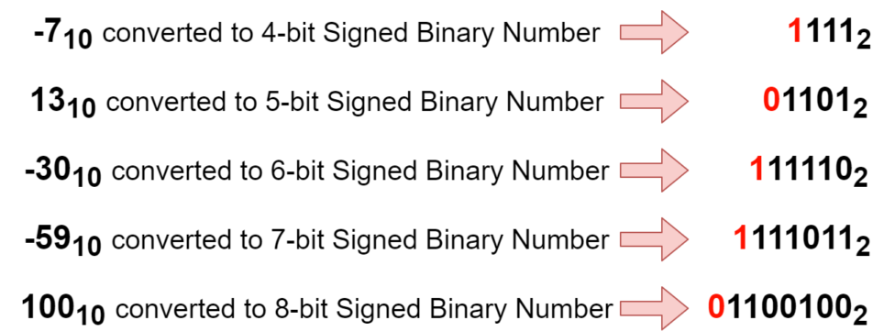 -7₁₀ converted to 4-bit Signed Binary Number 1111₂
13₁₀ converted to 5-bit Signed Binary Number 01101₂
-30₁₀ converted to 6-bit Signed Binary Number 111110₂
-59₁₀ converted to 7-bit Signed Binary Number 1111011₂
100₁₀ converted to 8-bit Signed Binary Number 01100100₂